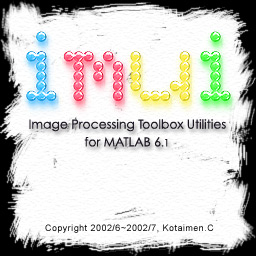 imui
Image Processing Toolbox Utilities
for MATLAB 6.1
Copyright 2002/6~2002/7, Kotaimen.C